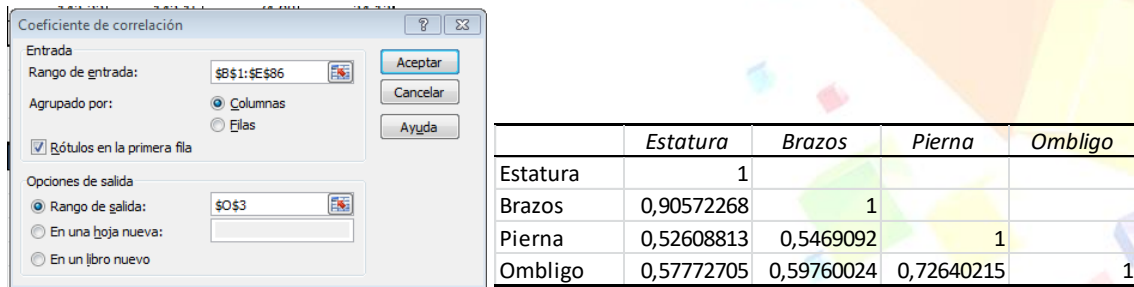 Coeficiente de correlación
Entrada
Rango de entrada: $B$1:$E$86
Agrupado por: Columnas
Filas
Rótulos en la primera fila
Opciones de salida
Rango de salida: $O$3
En una hoja nueva:
En un libro nuevo
Aceptar
Cancelar
Ayuda
Estatura Brazos Pierna Ombligo
Estatura 1
Brazos 0,90572268 1
Pierna 0,52608813 0,5469092 1
Ombligo 0,57772705 0,59760024 0,72640215 1